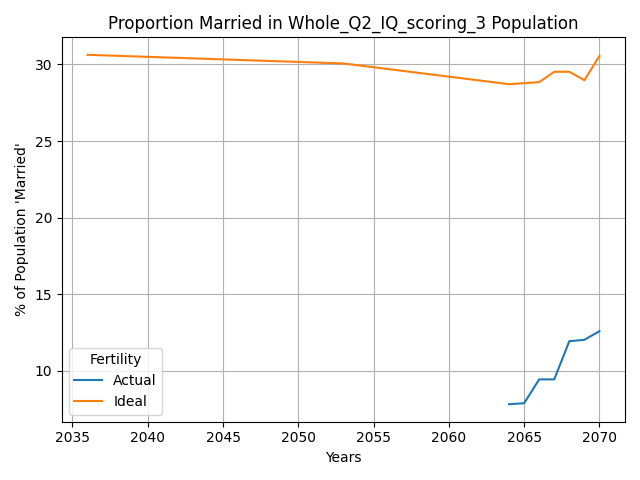 Proportion Married in Whole_Q2_IQ_scoring_3 Population
% of Population 'Married'
30
25
20
15
10
Fertility
Actual
Ideal
2035 2040 2045 2050 2055 2060 2065 2070
Years